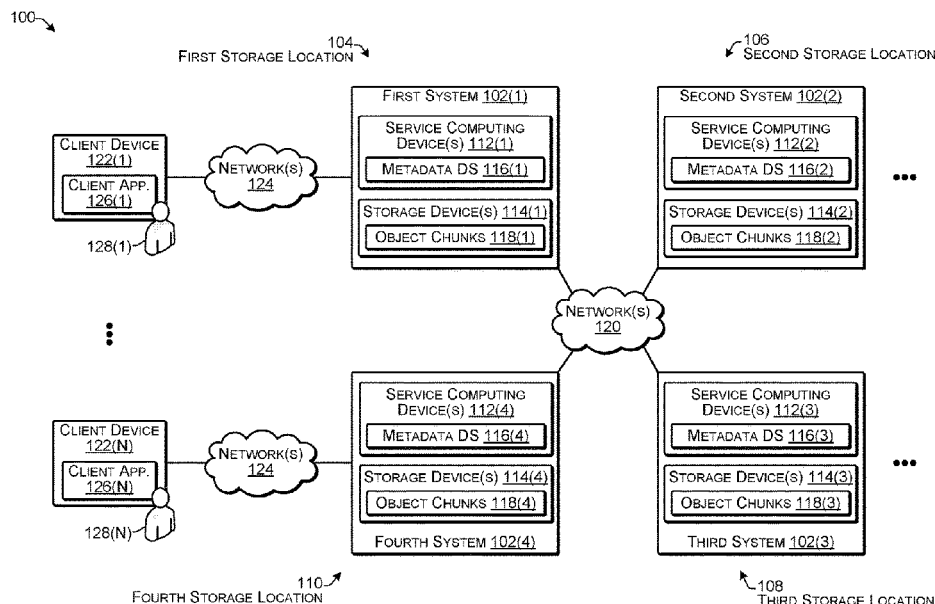 100
104
FIRST STORAGE LOCATION
106
SECOND STORAGE LOCATION
CLIENT DEVICE
122(1)
CLIENT APP.
126(1)
128(1)
NETWORK(S)
124
FIRST SYSTEM 102(1)
SERVICE COMPUTING
DEVICE(S) 112(1)
METADATA DS 116(1)
STORAGE DEVICE(S) 114(1)
OBJECT CHUNKS 118(1)
SECOND SYSTEM 102(2)
SERVICE COMPUTING
DEVICE(S) 112(2)
METADATA DS 116(2)
STORAGE DEVICE(S) 114(2)
OBJECT CHUNKS 118(2)
NETWORK(S)
120
CLIENT DEVICE
122(N)
CLIENT APP.
126(N)
128(N)
NETWORK(S)
124
SERVICE COMPUTING
DEVICE(S) 112(4)
METADATA DS 116(4)
STORAGE DEVICE(S) 114(4)
OBJECT CHUNKS 118(4)
FOURTH SYSTEM 102(4)
SERVICE COMPUTING
DEVICE(S) 112(3)
METADATA DS 116(3)
STORAGE DEVICE(S) 114(3)
OBJECT CHUNKS 118(3)
THIRD SYSTEM 102(3)
110
FOURTH STORAGE LOCATION
108
THIRD STORAGE LOCATION